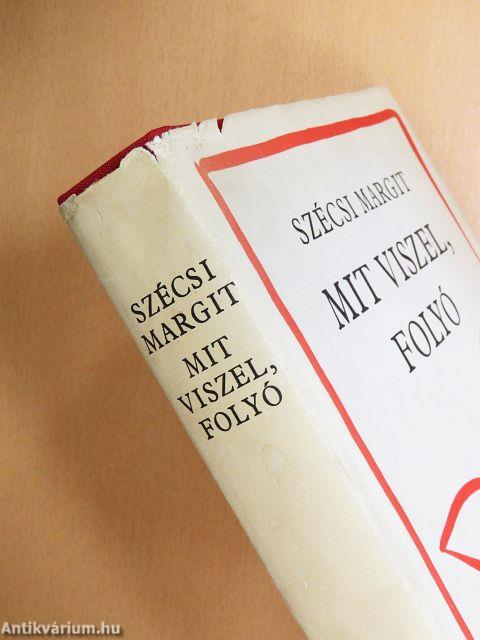 SZÉCSI
MARGIT
MIT
VISZEL,
FOLYÓ
SZÉCSI MARGIT
MIT VISZEL,
FOLYÓ
Antikvárium.hu